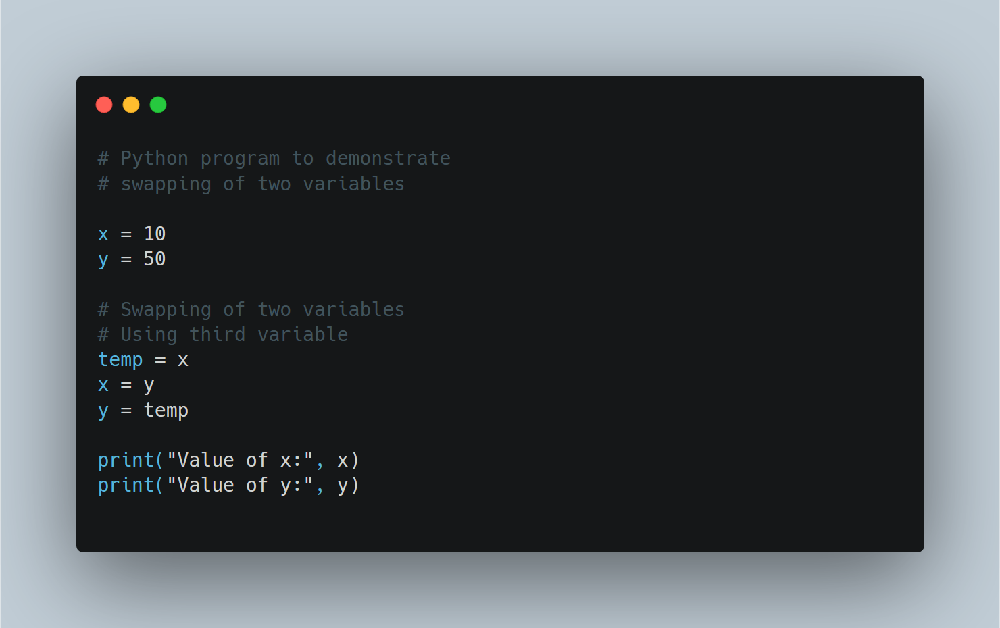 # Python program to demonstrate
# swapping of two variables
x = 10
y = 50
# Swapping of two variables
# Using third variable
temp = x
x = y
y = temp
print("Value of x:", x)
print("Value of y:", y)